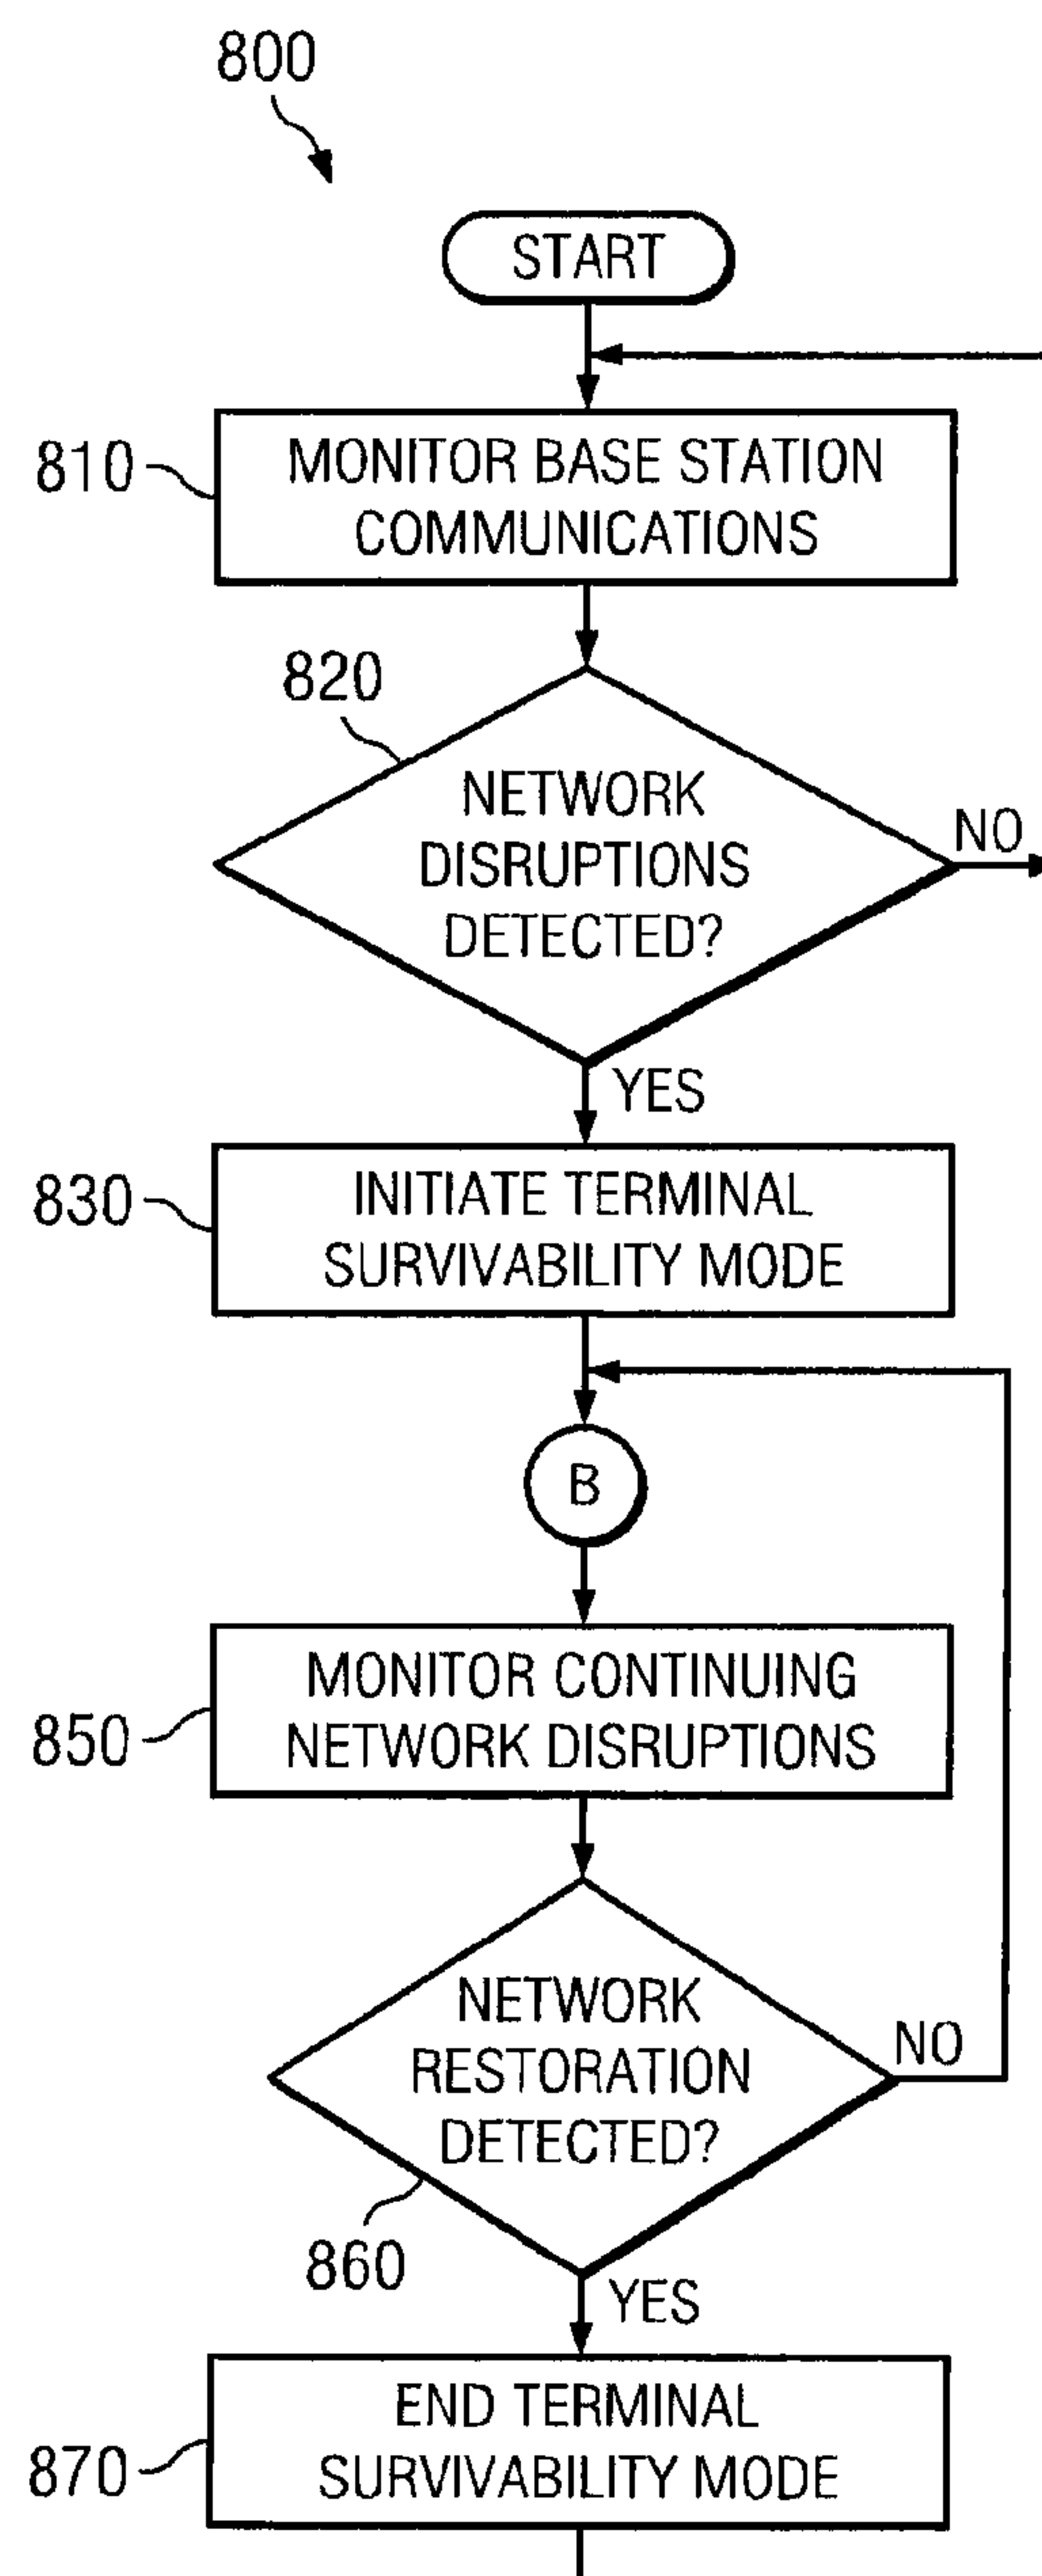 800
START
810
MONITOR BASE STATION
COMMUNICATIONS
820
NETWORK
DISRUPTIONS
DETECTED?
NO
YES
830
INITIATE TERMINAL
SURVIVABILITY MODE
B
850
MONITOR CONTINUING
NETWORK DISRUPTIONS
NETWORK
RESTORATION
DETECTED?
NO
860
YES
870
END TERMINAL
SURVIVABILITY MODE